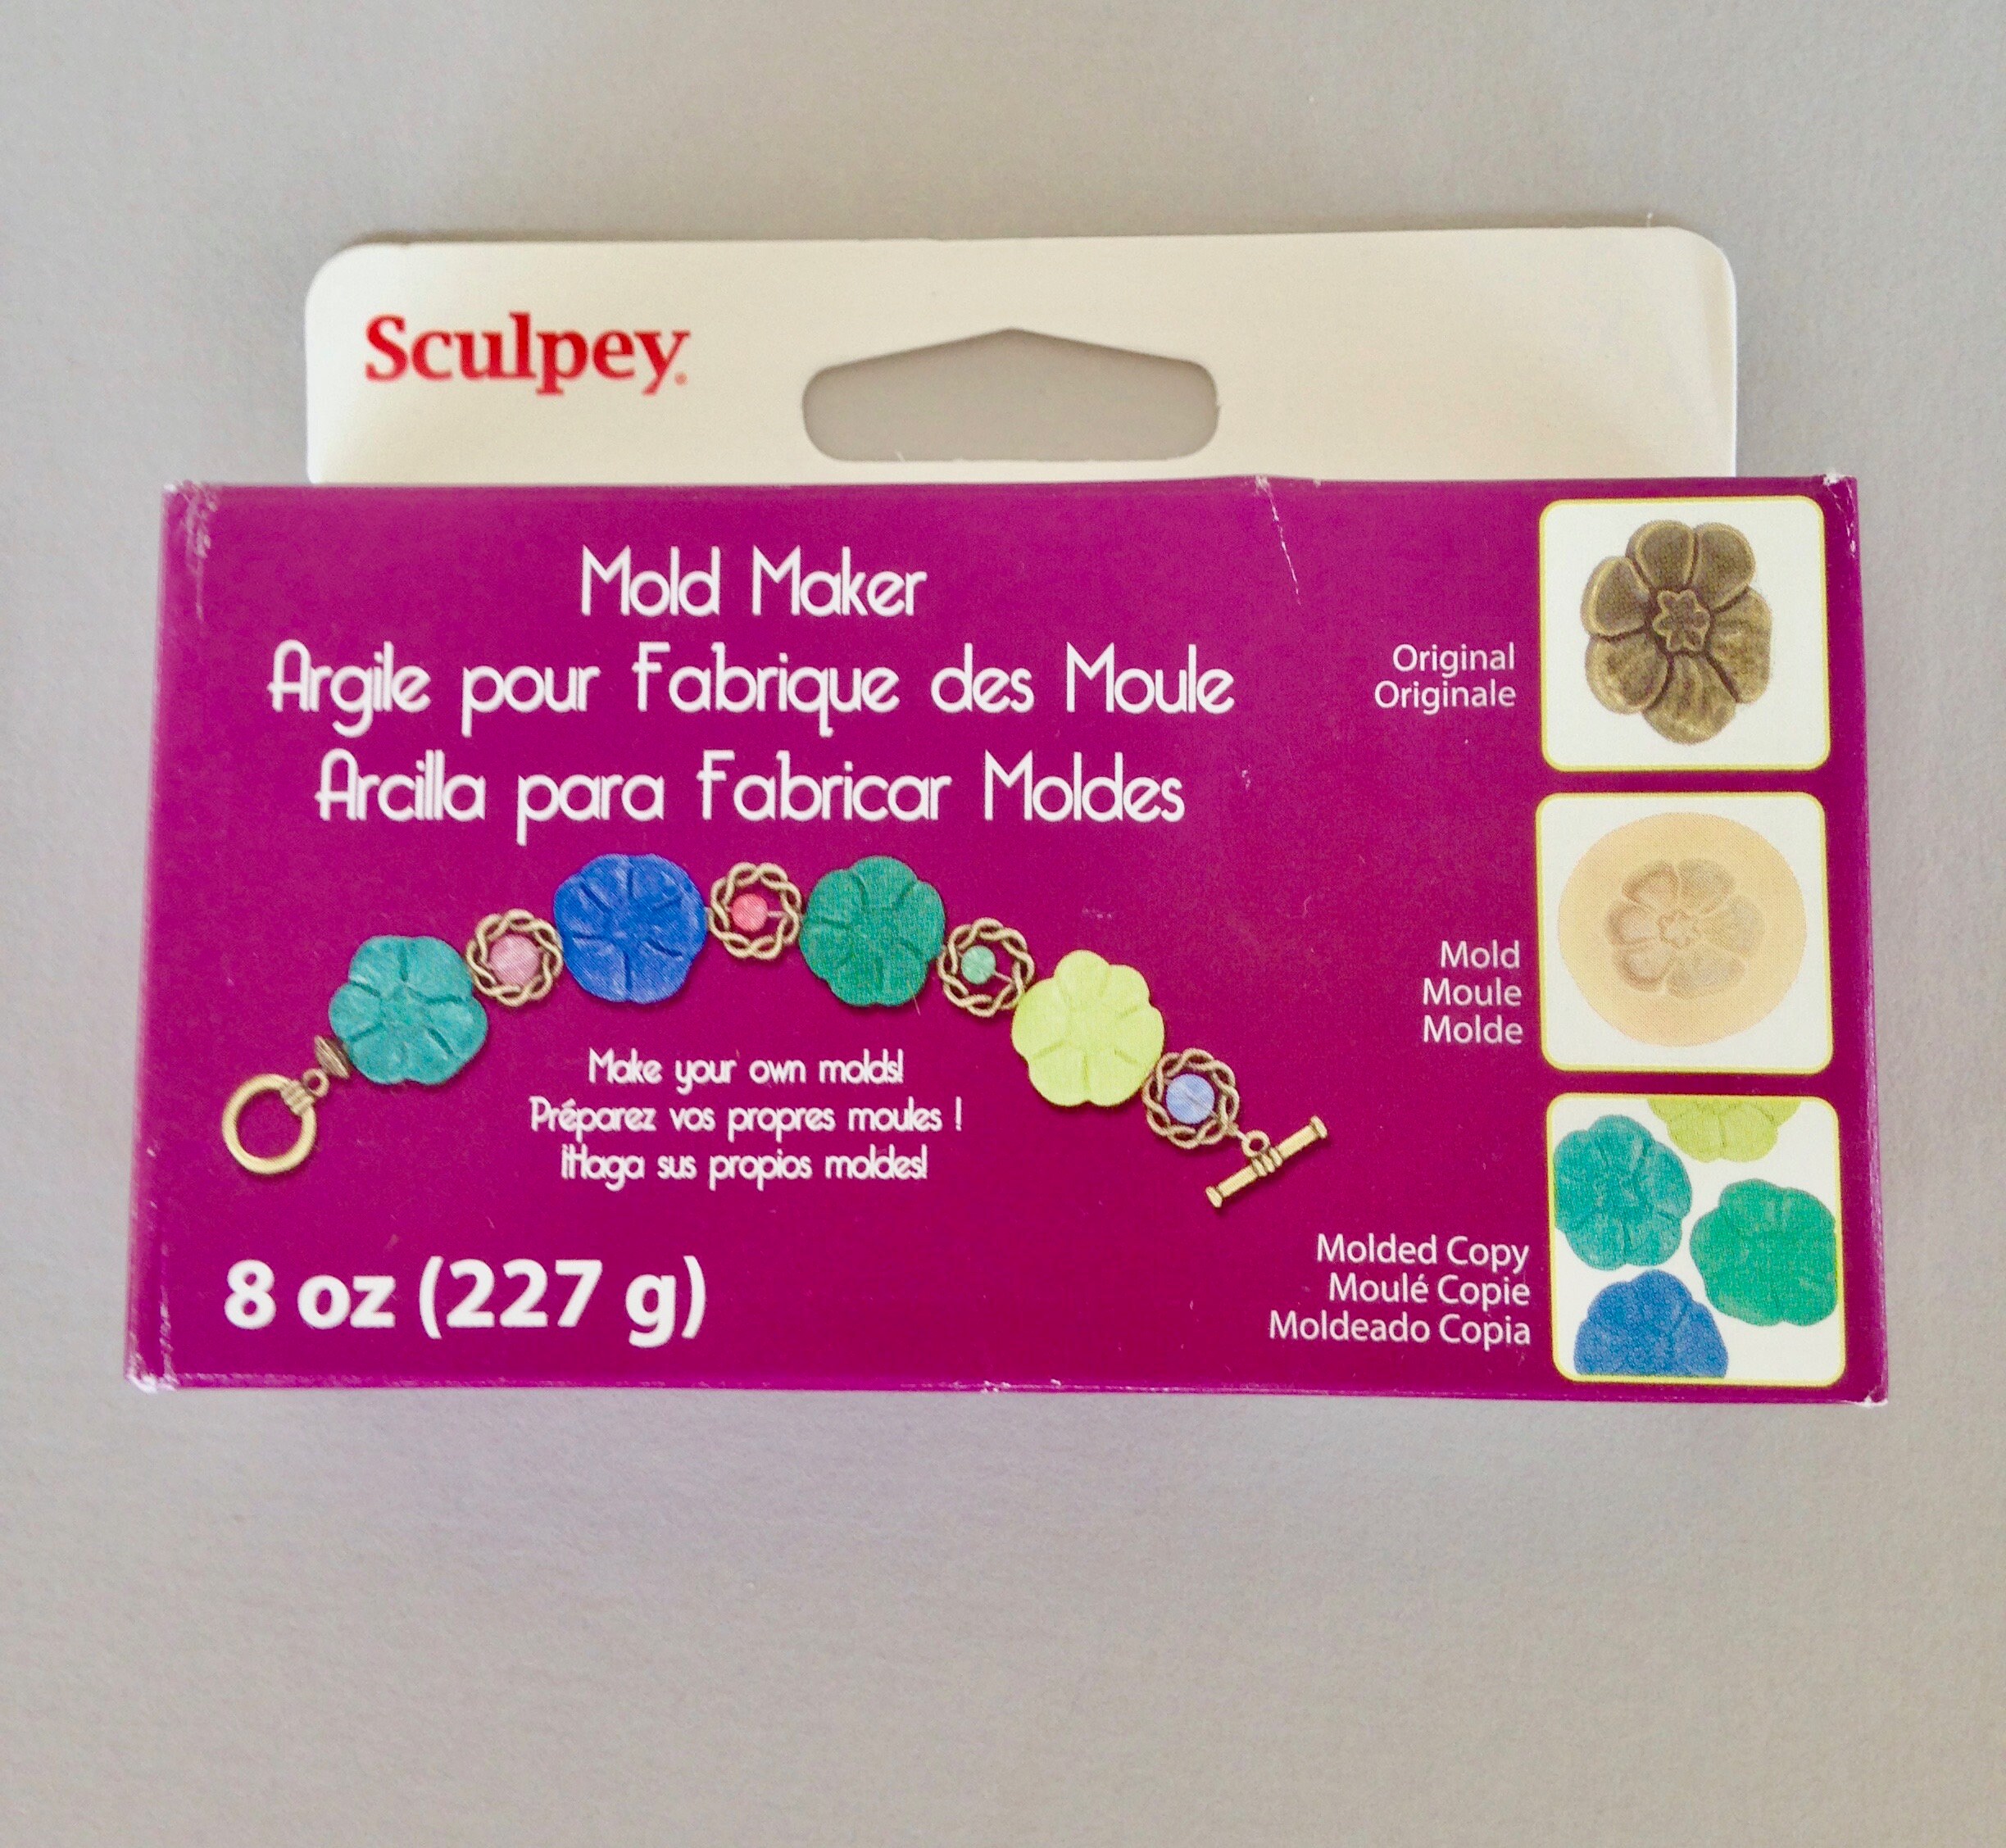 Sculpey®
Mold Maker
Argile pour Fabrique des Moule
Arcilla para Fabricar Moldes
Make your own molds!
Préparez vos propres moules !
¡Haga sus propios moldes!
8 oz (227 g)
Original
Originale
Mold
Moule
Molde
Molded Copy
Moulé Copie
Moldeado Copia